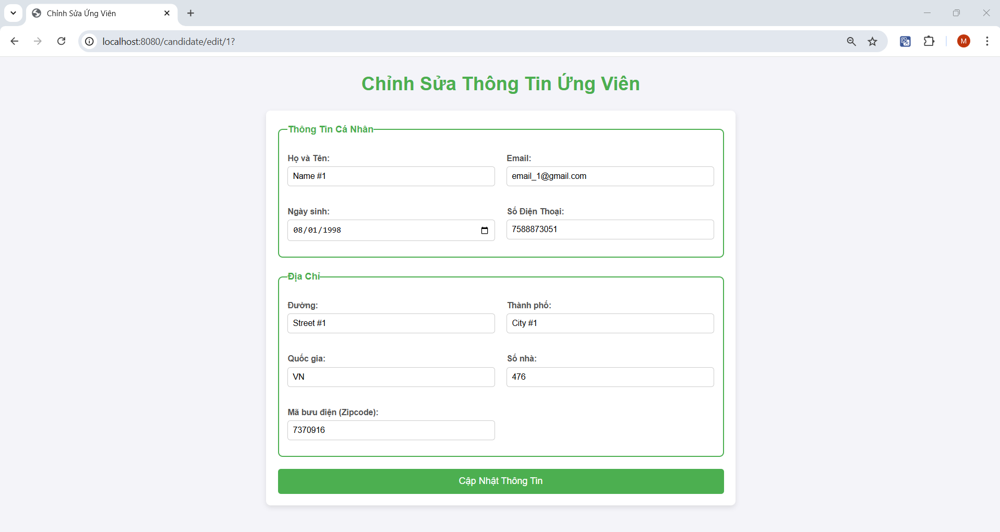 Chỉnh Sửa Ứng Viên
localhost:8080/candidate/edit/1?
M
Chỉnh Sửa Thông Tin Ứng Viên
Thông Tin Cá Nhân
Họ và Tên:
Email:
Name #1
email_1@gmail.com
Ngày sinh:
Số Điện Thoại:
08/01/1998
7588873051
Địa Chỉ
Đường:
Thành phố:
Street #1
City #1
Quốc gia:
Số nhà:
VN
476
Mã bưu điện (Zipcode):
7370916
Cập Nhật Thông Tin